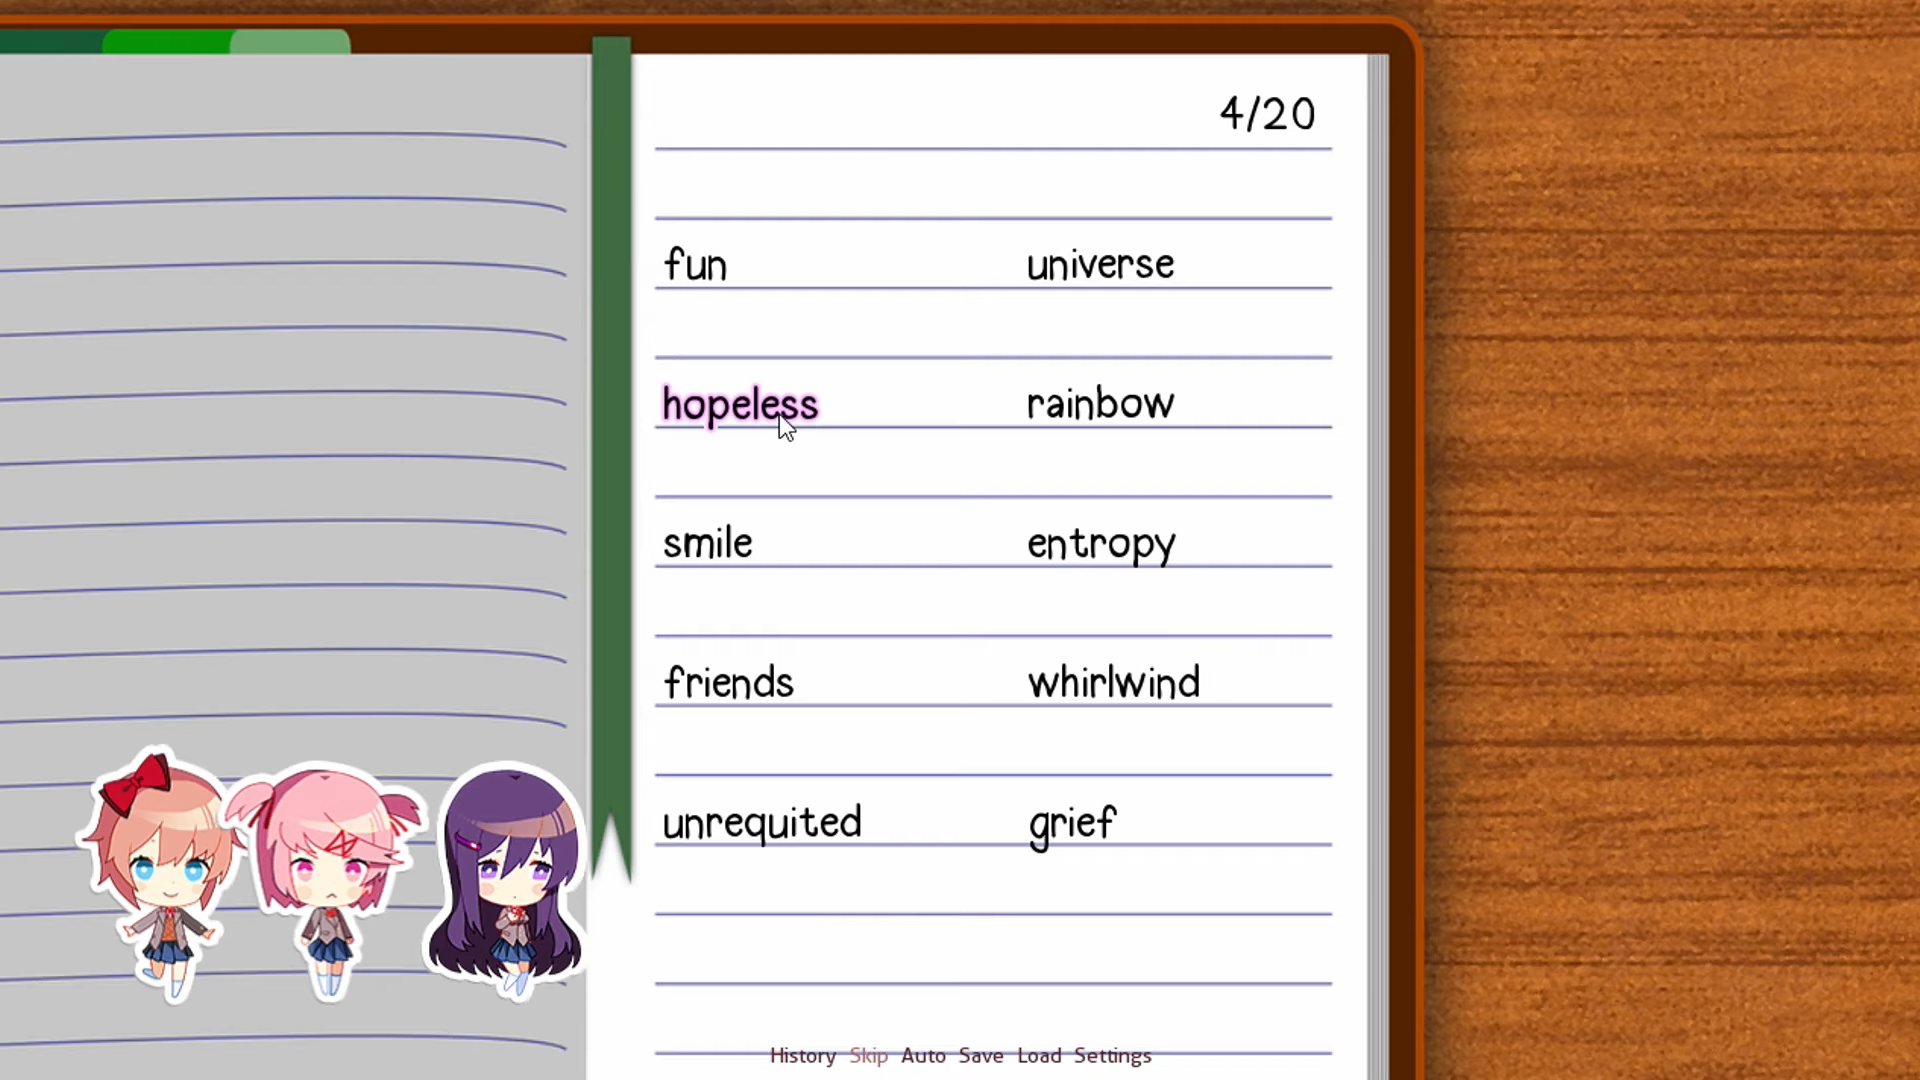 4/20
fun universe
hopeless rainbow
smile entropy
friends whirlwind
unrequited grief
History Skip Auto Save Load Settings